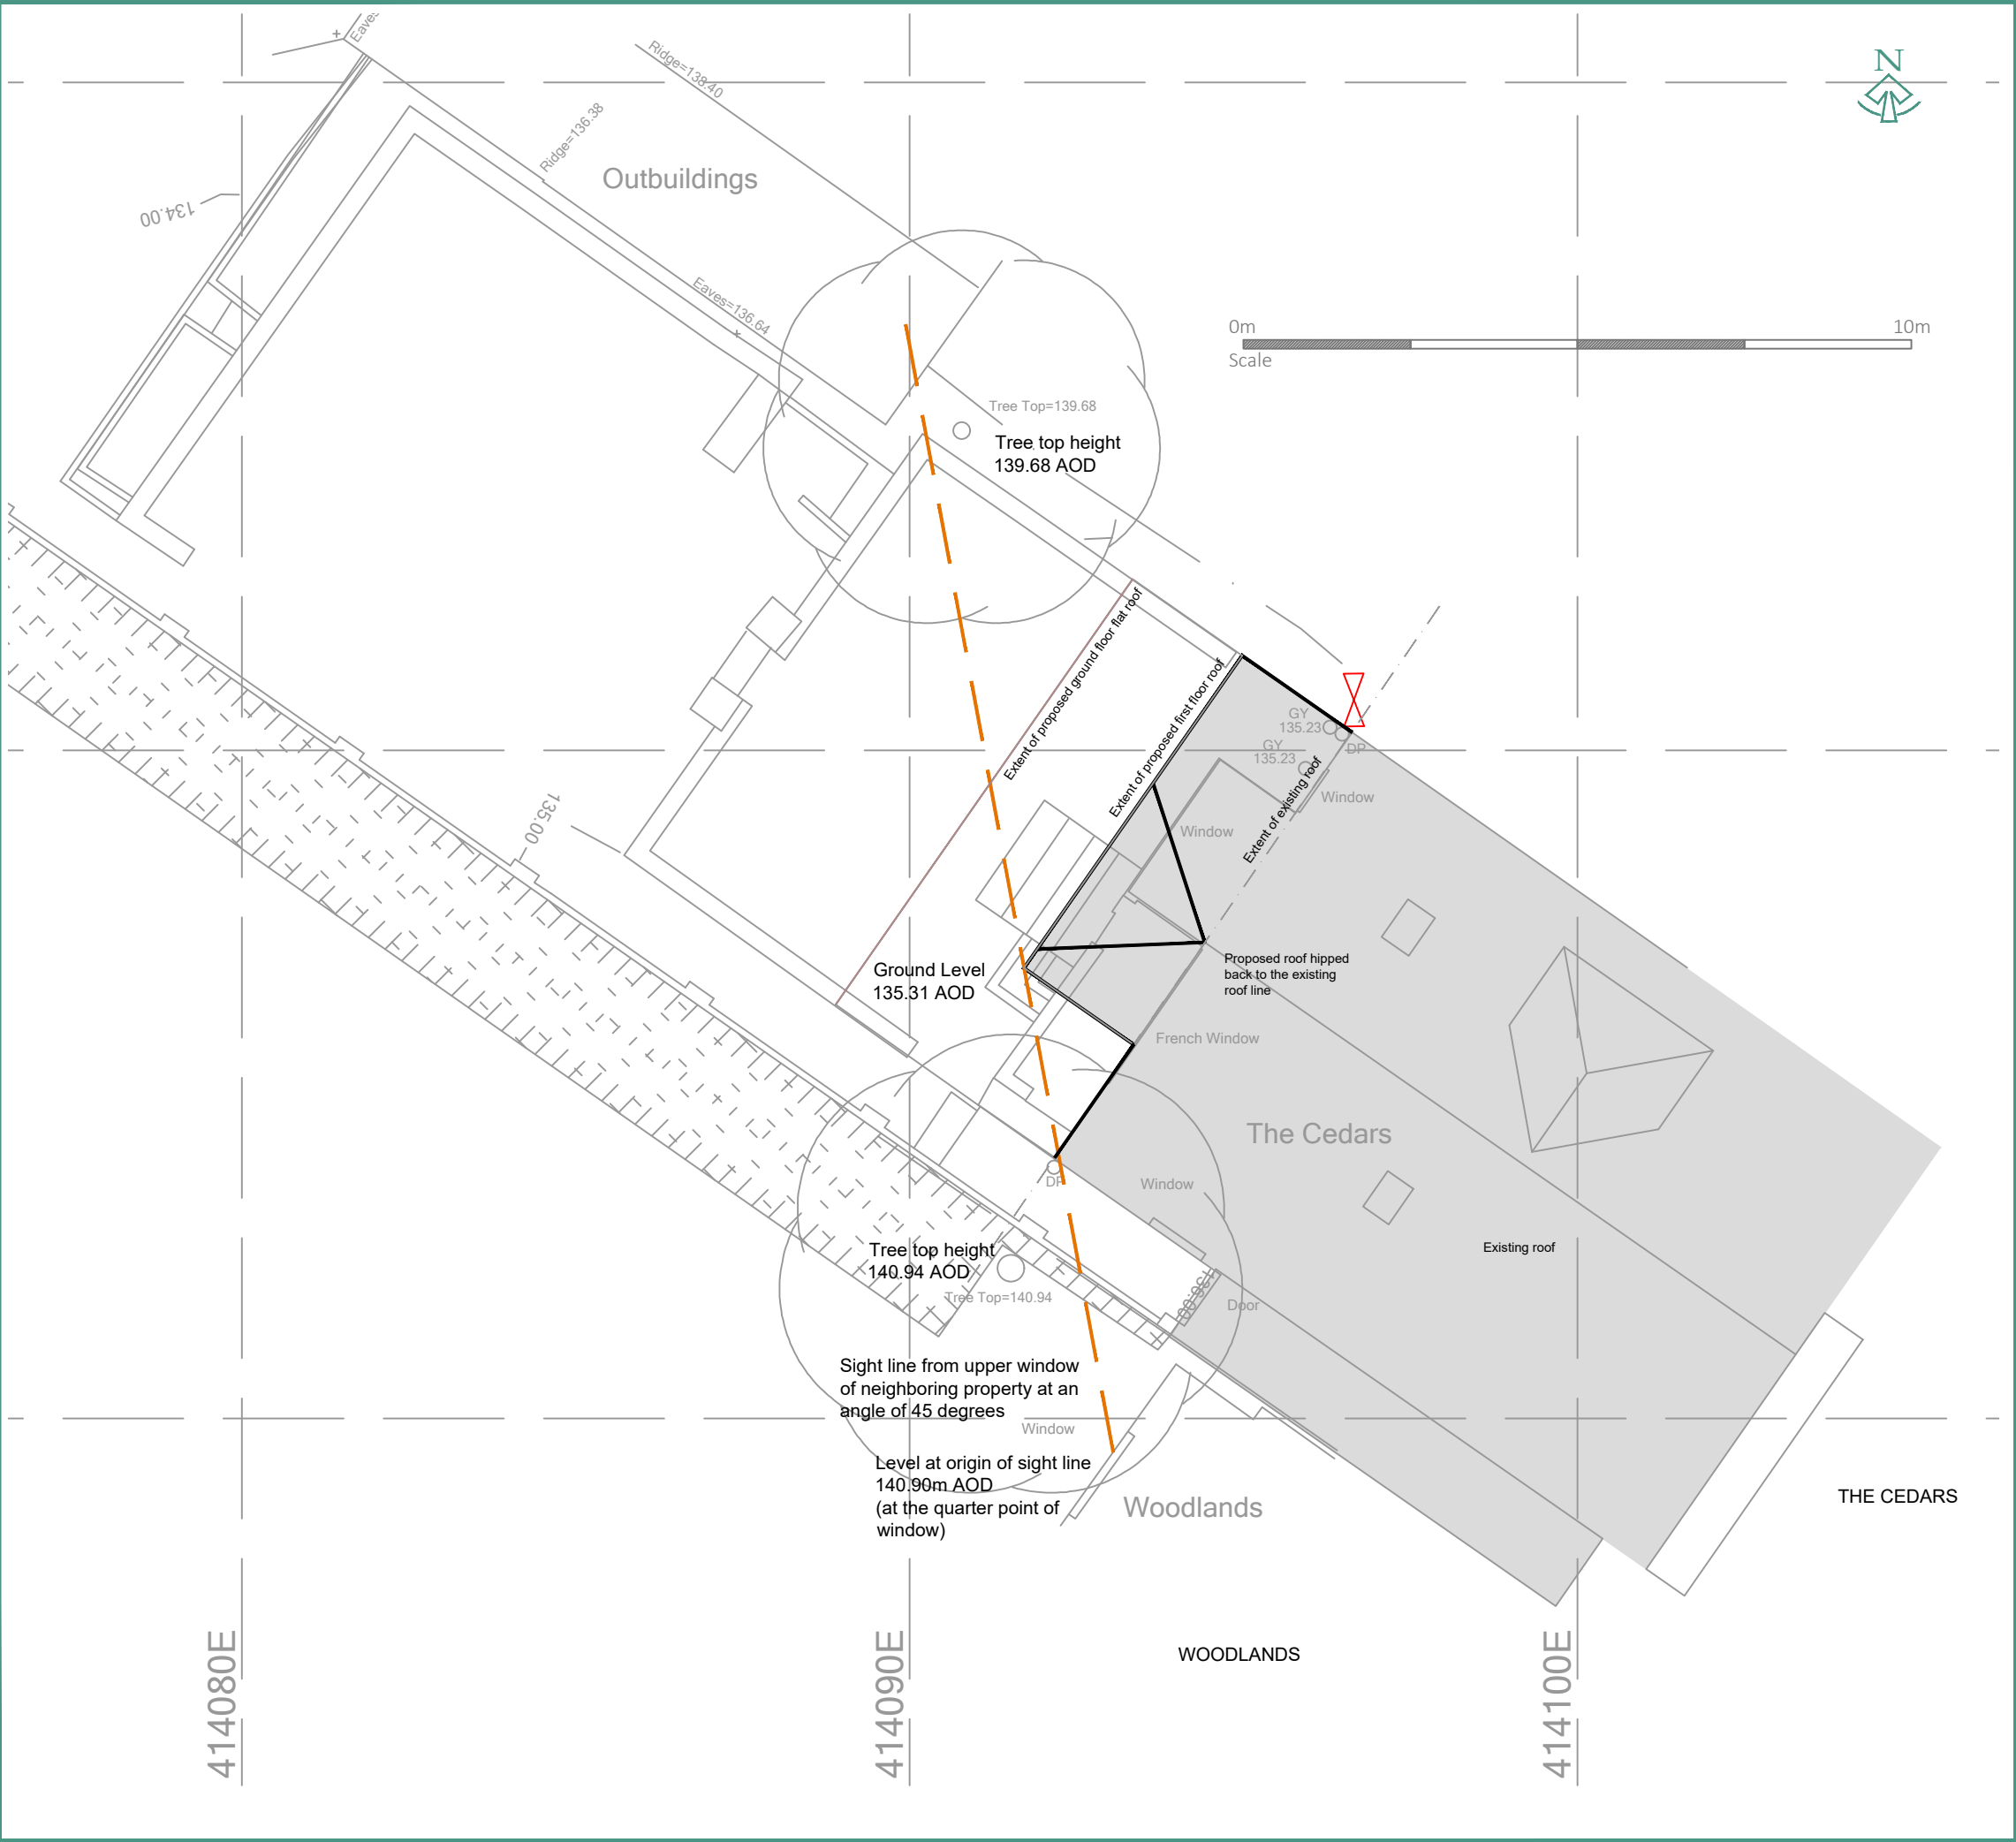 Eaves
Ridge=138.40
N
Ridge=136.38
Outbuildings
134.00
Eaves=136.64
0m
10m
Scale
Tree Top=139.68
Tree top height
139.68 AOD
Extent of proposed ground floor flat roof
Extent of proposed first floor roof
GY
135.23
GY
135.23
DP
Extent of existing roof
Window
Window
135.00
Ground Level
135.31 AOD
Proposed roof hipped
back to the existing
roof line
French Window
The Cedars
DP
Window
Tree top height
140.94 AOD
Tree Top=140.94
136.00
Door
Existing roof
Sight line from upper window
of neighboring property at an
angle of 45 degrees
Window
Level at origin of sight line
140.90m AOD
(at the quarter point of
window)
Woodlands
THE CEDARS
WOODLANDS
414080E
414090E
414100E